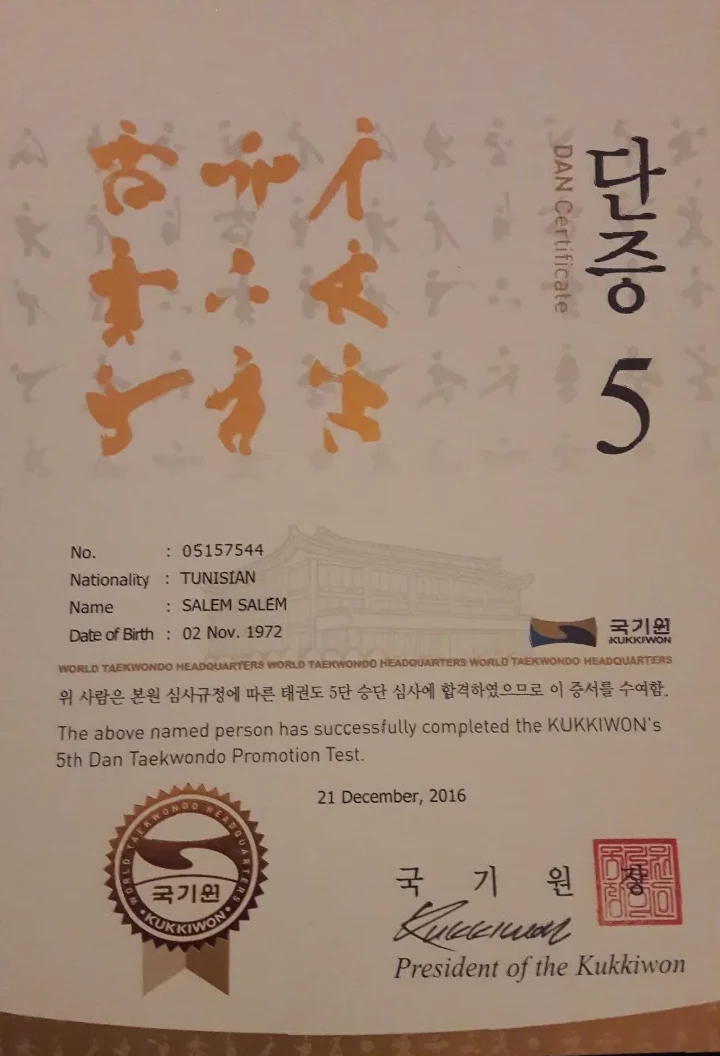 단증
DAN Certificate
5
No. : 05157544
Nationality : TUNISIAN
Name : SALEM SALEM
Date of Birth : 02 Nov. 1972
국기원
KUKKIWON
WORLD TAEKWONDO HEADQUARTERS WORLD TAEKWONDO HEADQUARTERS WORLD TAEKWONDO HEADQUARTERS
위 사람은 본원 심사규정에 따른 태권도 5단 승단 심사에 합격하였으므로 이 증서를 수여함.
The above named person has successfully completed the KUKKIWON's
5th Dan Taekwondo Promotion Test.
21 December, 2016
WORLD TAEKWONDO HEADQUARTERS
국기원
• KUKKIWON •
국 기 원 장
Kukkiwon
President of the Kukkiwon